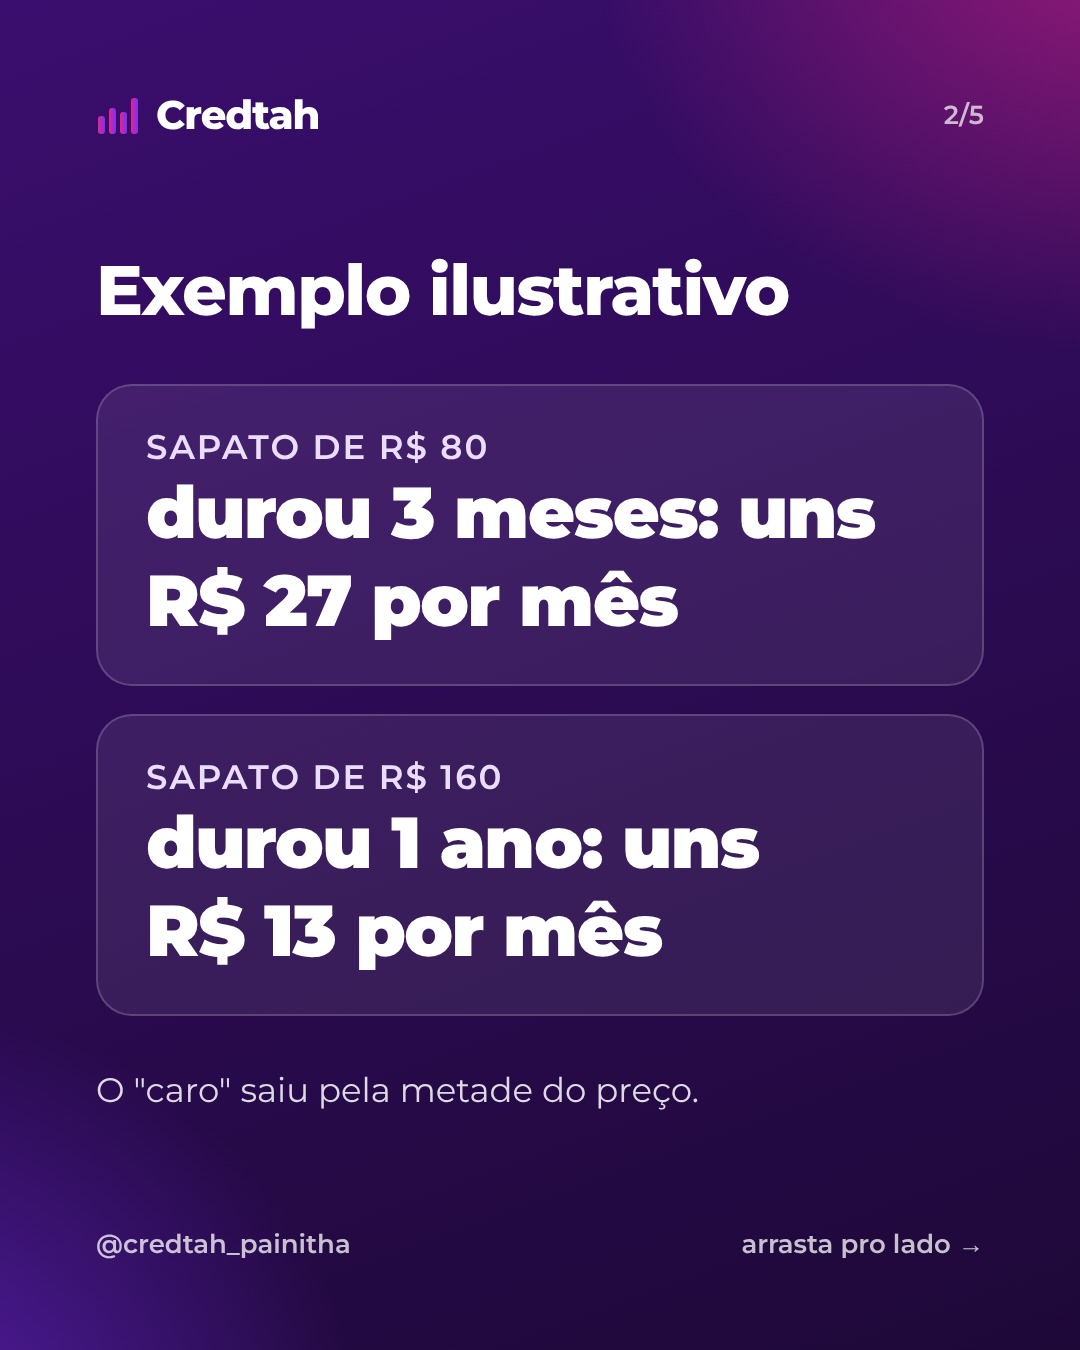 Credtah
2/5
Exemplo ilustrativo
SAPATO DE R$ 80
durou 3 meses: uns
R$ 27 por mês
SAPATO DE R$ 160
durou 1 ano: uns
R$ 13 por mês
O "caro" saiu pela metade do preço.
@credtah_painitha
arrasta pro lado →